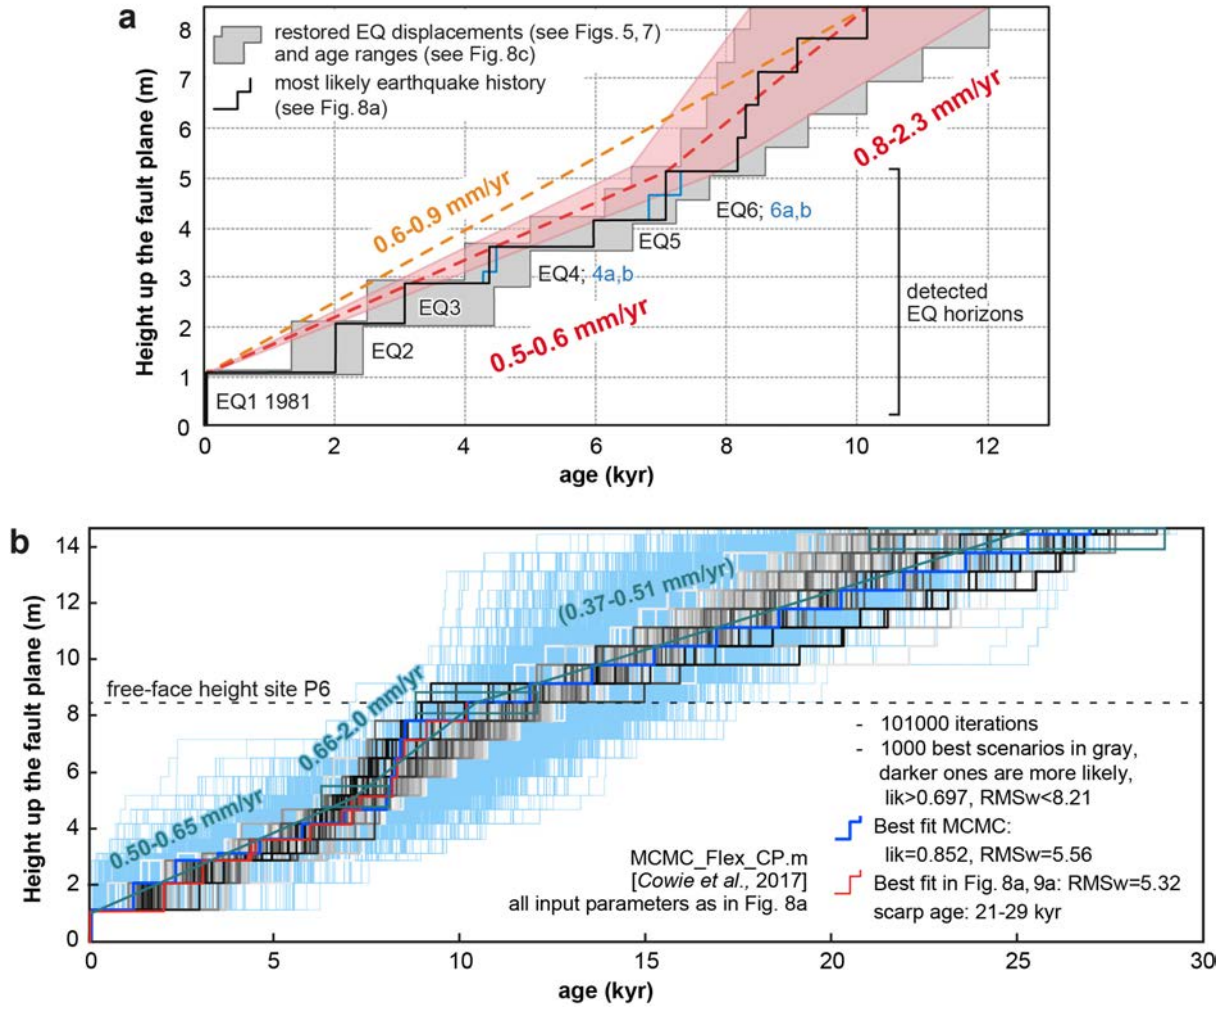 a
restored EQ displacements (see Figs. 5, 7)
and age ranges (see Fig. 8c)
most likely earthquake history
(see Fig. 8a)
0.6-0.9 mm/yr
0.8-2.3 mm/yr
0.5-0.6 mm/yr
EQ6; 6a,b
EQ5
EQ4; 4a,b
EQ3
EQ2
EQ1 1981
detected
EQ horizons
Height up the fault plane (m)
8
7
6
5
4
3
2
1
0
0 2 4 6 8 10 12
age (kyr)
b
(0.37-0.51 mm/yr)
0.66-2.0 mm/yr
0.50-0.65 mm/yr
free-face height site P6
- 101000 iterations
- 1000 best scenarios in gray,
darker ones are more likely,
lik>0.697, RMSw<8.21
Best fit MCMC:
lik=0.852, RMSw=5.56
Best fit in Fig. 8a, 9a: RMSw=5.32
scarp age: 21-29 kyr
MCMC_Flex_CP.m
[Cowie et al., 2017]
all input parameters as in Fig. 8a
Height up the fault plane (m)
14
12
10
8
6
4
2
0
0 5 10 15 20 25 30
age (kyr)